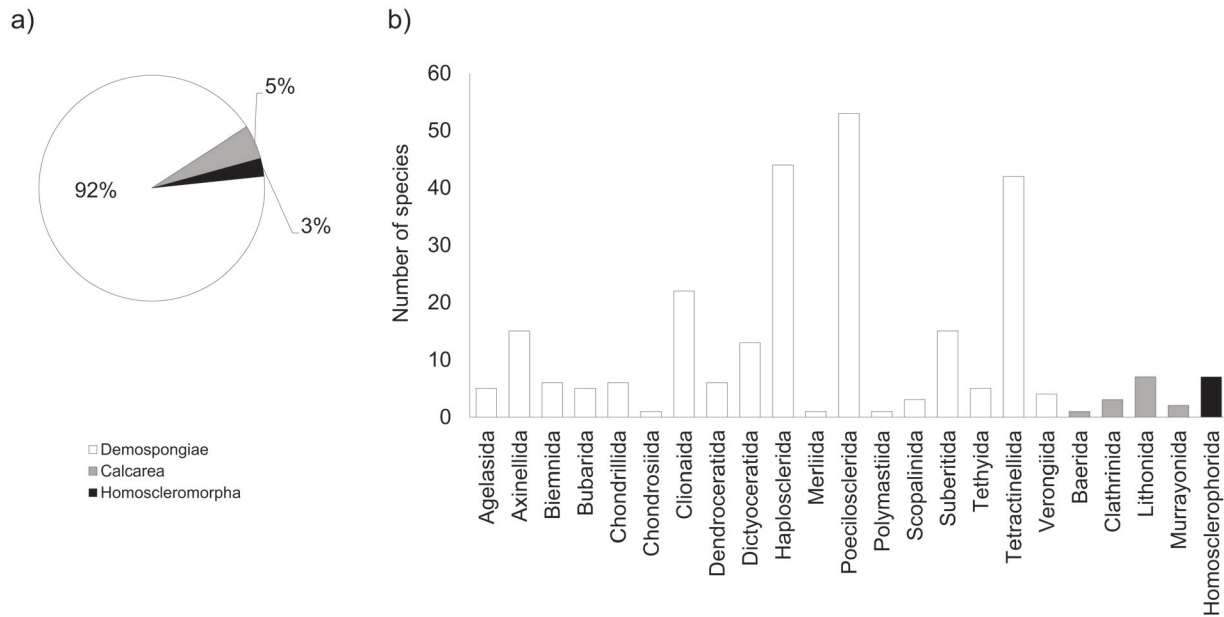 a)
5%
92%
3%
Demospongiae
Calcarea
Homoscleromorpha
b)
Number of species
60
50
40
30
20
10
0
Agelasida
Axinellida
Biemnida
Bubarida
Chondrillida
Chondrosiida
Clionaida
Dendroceratida
Dictyoceratida
Haplosclerida
Merliida
Poecilosclerida
Polymastiida
Scopalinida
Suberitida
Tethyida
Tetractinellida
Verongiida
Baerida
Clathrinida
Lithonida
Murrayonida
Homosclerophorida